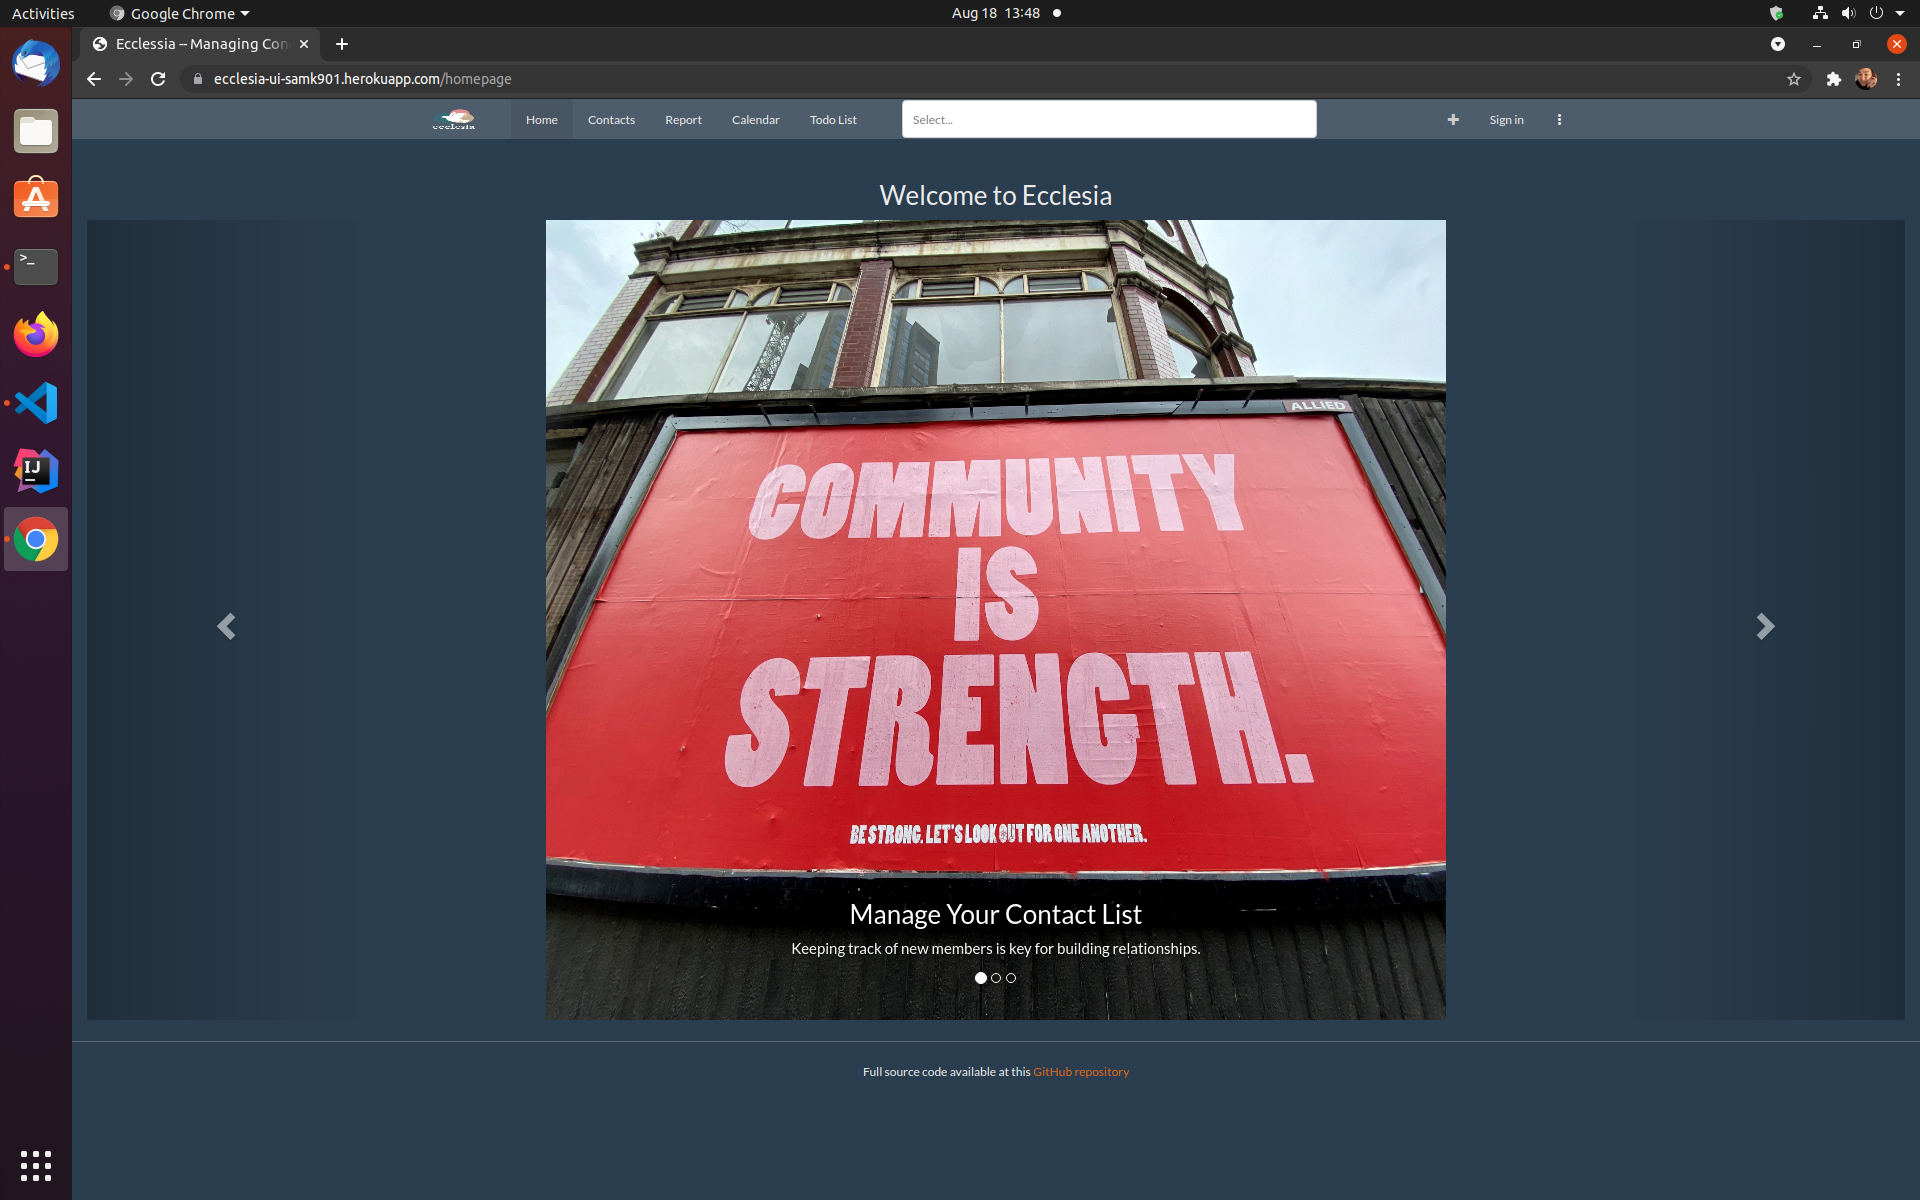 Activities
Google Chrome
Aug 18 13:48
Ecclessia -- Managing Con
ecclesia-ui-samk901.herokuapp.com/homepage
ecclesia
Home
Contacts
Report
Calendar
Todo List
Select...
Sign in
Welcome to Ecclesia
ALLIED
COMMUNITY
IS
STRENGTH.
BE STRONG. LET'S LOOK OUT FOR ONE ANOTHER.
Manage Your Contact List
Keeping track of new members is key for building relationships.
Full source code available at this GitHub repository
>_
IJ